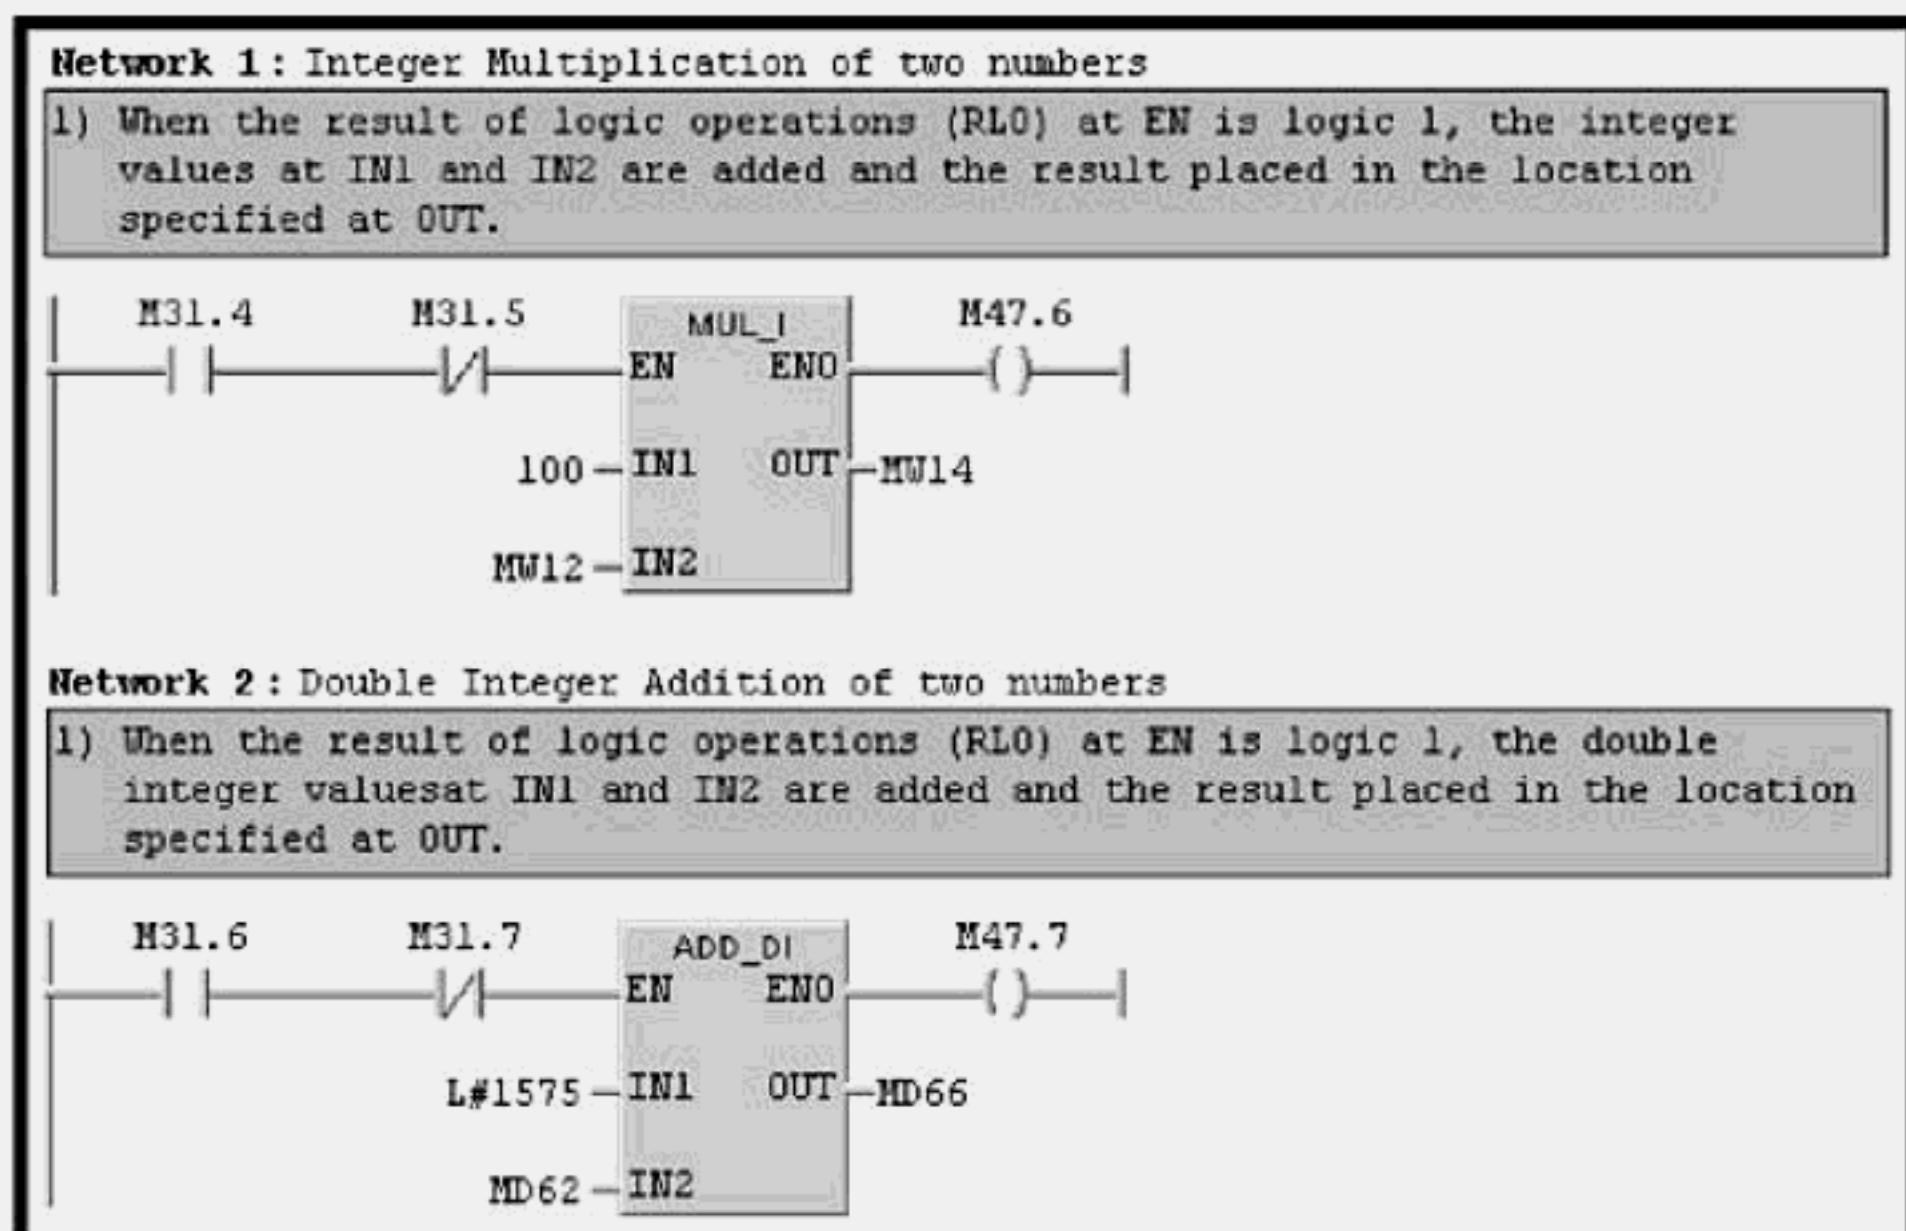 Network 1: Integer Multiplication of two numbers
1) When the result of logic operations (RLO) at EN is logic 1, the integer
values at IN1 and IN2 are added and the result placed in the location
specified at OUT.
M31.4 M31.5 MUL_I M47.6
EN ENO
100 IN1 OUT MW14
MW12 IN2
Network 2: Double Integer Addition of two numbers
1) When the result of logic operations (RLO) at EN is logic 1, the double
integer valuesat IN1 and IN2 are added and the result placed in the location
specified at OUT.
M31.6 M31.7 ADD_DI M47.7
EN ENO
L#1575 IN1 OUT MD66
MD62 IN2